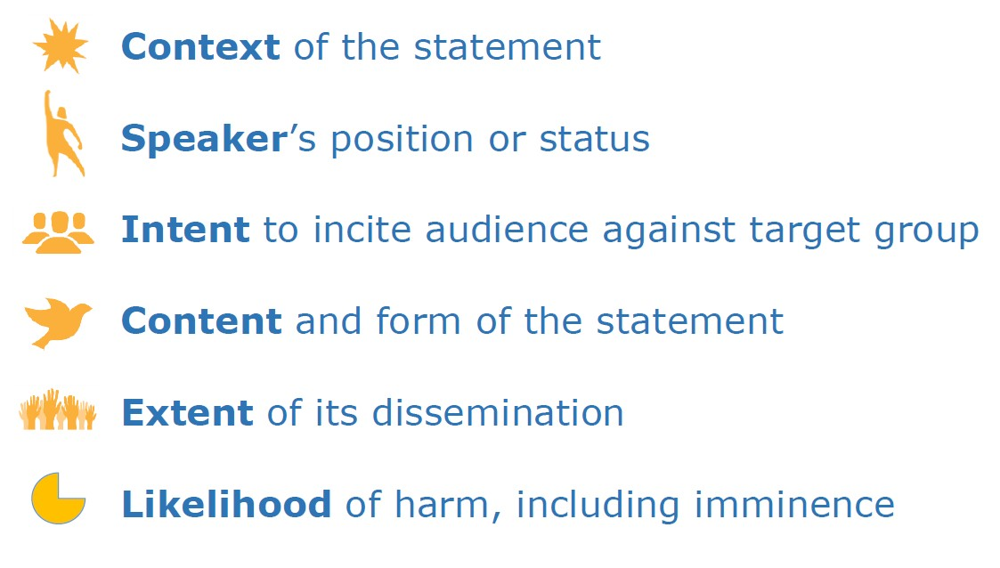 Context of the statement
Speaker’s position or status
Intent to incite audience against target group
Content and form of the statement
Extent of its dissemination
Likelihood of harm, including imminence